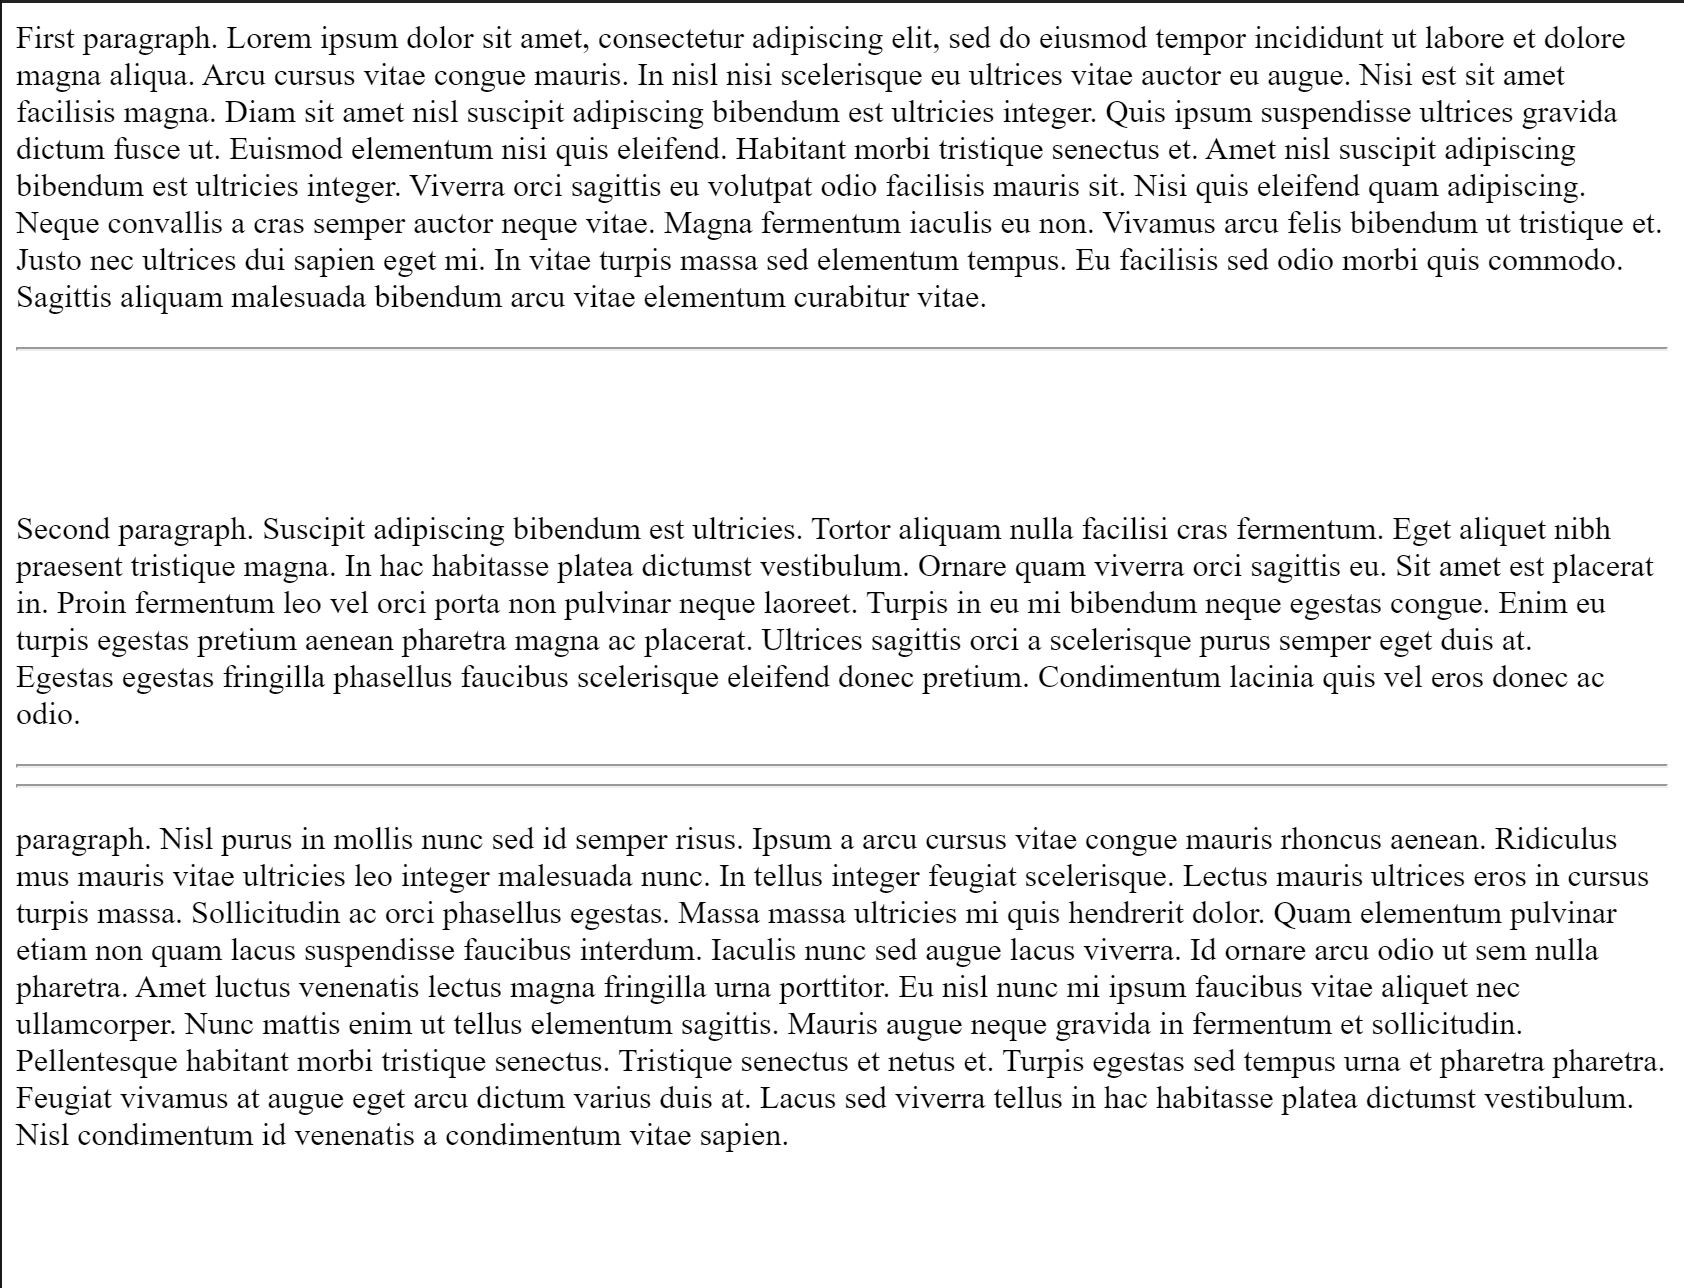 First paragraph. Lorem ipsum dolor sit amet, consectetur adipiscing elit, sed do eiusmod tempor incididunt ut labore et dolore
magna aliqua. Arcu cursus vitae congue mauris. In nisl nisi scelerisque eu ultrices vitae auctor eu augue. Nisi est sit amet
facilisis magna. Diam sit amet nisl suscipit adipiscing bibendum est ultricies integer. Quis ipsum suspendisse ultrices gravida
dictum fusce ut. Euismod elementum nisi quis eleifend. Habitant morbi tristique senectus et. Amet nisl suscipit adipiscing
bibendum est ultricies integer. Viverra orci sagittis eu volutpat odio facilisis mauris sit. Nisi quis eleifend quam adipiscing.
Neque convallis a cras semper auctor neque vitae. Magna fermentum iaculis eu non. Vivamus arcu felis bibendum ut tristique et.
Justo nec ultrices dui sapien eget mi. In vitae turpis massa sed elementum tempus. Eu facilisis sed odio morbi quis commodo.
Sagittis aliquam malesuada bibendum arcu vitae elementum curabitur vitae.
Second paragraph. Suscipit adipiscing bibendum est ultricies. Tortor aliquam nulla facilisi cras fermentum. Eget aliquet nibh
praesent tristique magna. In hac habitasse platea dictumst vestibulum. Ornare quam viverra orci sagittis eu. Sit amet est placerat
in. Proin fermentum leo vel orci porta non pulvinar neque laoreet. Turpis in eu mi bibendum neque egestas congue. Enim eu
turpis egestas pretium aenean pharetra magna ac placerat. Ultrices sagittis orci a scelerisque purus semper eget duis at.
Egestas egestas fringilla phasellus faucibus scelerisque eleifend donec pretium. Condimentum lacinia quis vel eros donec ac
odio.
paragraph. Nisl purus in mollis nunc sed id semper risus. Ipsum a arcu cursus vitae congue mauris rhoncus aenean. Ridiculus
mus mauris vitae ultricies leo integer malesuada nunc. In tellus integer feugiat scelerisque. Lectus mauris ultrices eros in cursus
turpis massa. Sollicitudin ac orci phasellus egestas. Massa massa ultricies mi quis hendrerit dolor. Quam elementum pulvinar
etiam non quam lacus suspendisse faucibus interdum. Iaculis nunc sed augue lacus viverra. Id ornare arcu odio ut sem nulla
pharetra. Amet luctus venenatis lectus magna fringilla urna porttitor. Eu nisl nunc mi ipsum faucibus vitae aliquet nec
ullamcorper. Nunc mattis enim ut tellus elementum sagittis. Mauris augue neque gravida in fermentum et sollicitudin.
Pellentesque habitant morbi tristique senectus. Tristique senectus et netus et. Turpis egestas sed tempus urna et pharetra pharetra.
Feugiat vivamus at augue eget arcu dictum varius duis at. Lacus sed viverra tellus in hac habitasse platea dictumst vestibulum.
Nisl condimentum id venenatis a condimentum vitae sapien.